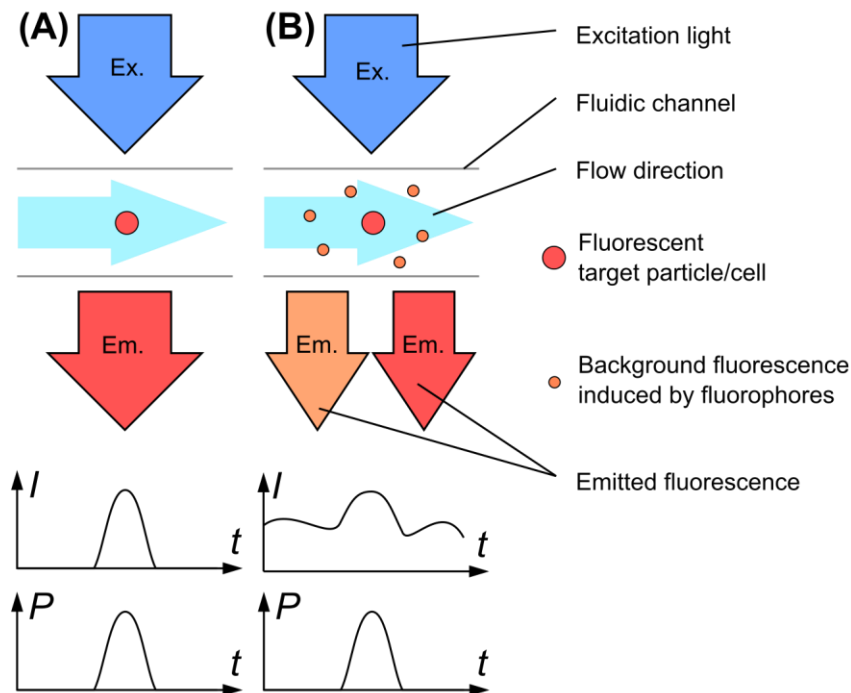 (A)
(B)
Ex.
Ex.
Excitation light
Fluidic channel
Flow direction
Fluorescent
target particle/cell
Em.
Em.
Em.
Background fluorescence
induced by fluorophores
Emitted fluorescence
I
t
I
t
P
t
P
t